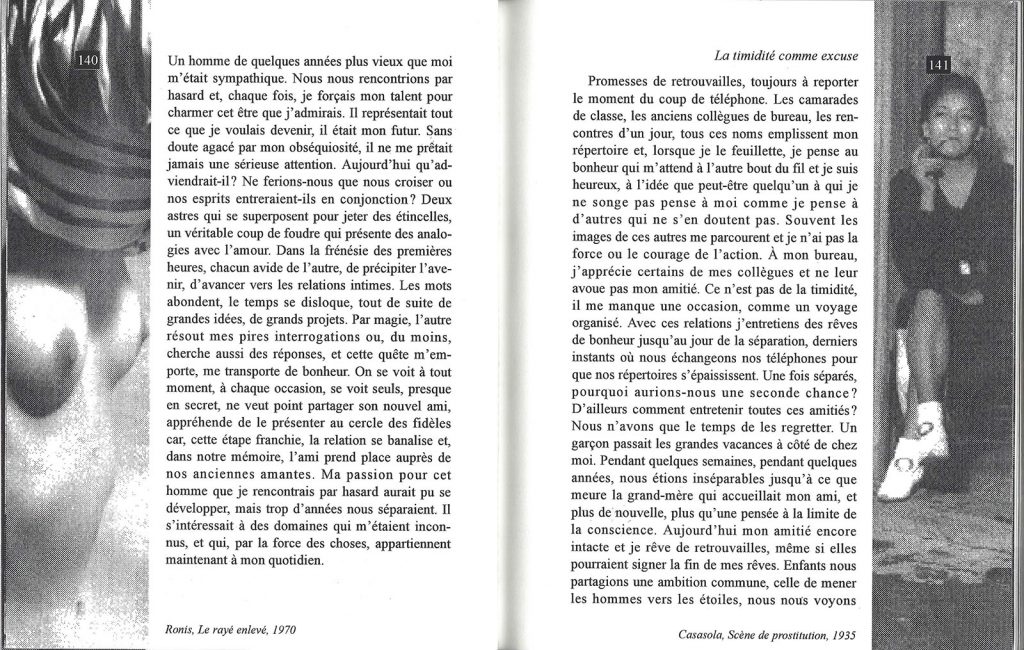 140
Un homme de quelques années plus vieux que moi
m'était sympathique. Nous nous rencontrions par
hasard et, chaque fois, je forçais mon talent pour
charmer cet être que j'admirais. Il représentait tout
ce que je voulais devenir, il était mon futur. Sans
doute agacé par mon obséquiosité, il ne me prêtait
jamais une sérieuse attention. Aujourd'hui qu'ad-
viendrait-il? Ne ferions-nous que nous croiser ou
nos esprits entreraient-ils en conjonction? Deux
astres qui se superposent pour jeter des étincelles,
un véritable coup de foudre qui présente des analo-
gies avec l'amour. Dans la frénésie des premières
heures, chacun avide de l'autre, de précipiter l'ave-
nir, d'avancer vers les relations intimes. Les mots
abondent, le temps se disloque, tout de suite de
grandes idées, de grands projets. Par magie, l'autre
résout mes pires interrogations ou, du moins,
cherche aussi des réponses, et cette quête m'em-
porte, me transporte de bonheur. On se voit à tout
moment, à chaque occasion, se voit seuls, presque
en secret, ne veut point partager son nouvel ami,
appréhende de le présenter au cercle des fidèles
car, cette étape franchie, la relation se banalise et,
dans notre mémoire, l'ami prend place auprès de
nos anciennes amantes. Ma passion pour cet
homme que je rencontrais par hasard aurait pu se
développer, mais trop d'années nous séparaient. Il
s'intéressait à des domaines qui m'étaient incon-
nus, et qui, par la force des choses, appartiennent
maintenant à mon quotidien.
Ronis, Le rayé enlevé, 1970
La timidité comme excuse
141
Promesses de retrouvailles, toujours à reporter
le moment du coup de téléphone. Les camarades
de classe, les anciens collègues de bureau, les ren-
contres d'un jour, tous ces noms emplissent mon
répertoire et, lorsque je le feuillette, je pense au
bonheur qui m'attend à l'autre bout du fil et je suis
heureux, à l'idée que peut-être quelqu'un à qui je
ne songe pas pense à moi comme je pense à
d'autres qui ne s'en doutent pas. Souvent les
images de ces autres me parcourent et je n'ai pas la
force ou le courage de l'action. À mon bureau,
j'apprécie certains de mes collègues et ne leur
avoue pas mon amitié. Ce n'est pas de la timidité,
il me manque une occasion, comme un voyage
organisé. Avec ces relations j'entretiens des rêves
de bonheur jusqu'au jour de la séparation, derniers
instants où nous échangeons nos téléphones pour
que nos répertoires s'épaississent. Une fois séparés,
pourquoi aurions-nous une seconde chance?
D'ailleurs comment entretenir toutes ces amitiés?
Nous n'avons que le temps de les regretter. Un
garçon passait les grandes vacances à côté de chez
moi. Pendant quelques semaines, pendant quelques
années, nous étions inséparables jusqu'à ce que
meure la grand-mère qui accueillait mon ami, et
plus de nouvelle, plus qu'une pensée à la limite de
la conscience. Aujourd'hui mon amitié encore
intacte et je rêve de retrouvailles, même si elles
pourraient signer la fin de mes rêves. Enfants nous
partagions une ambition commune, celle de mener
les hommes vers les étoiles, nous nous voyons
Casasola, Scène de prostitution, 1935